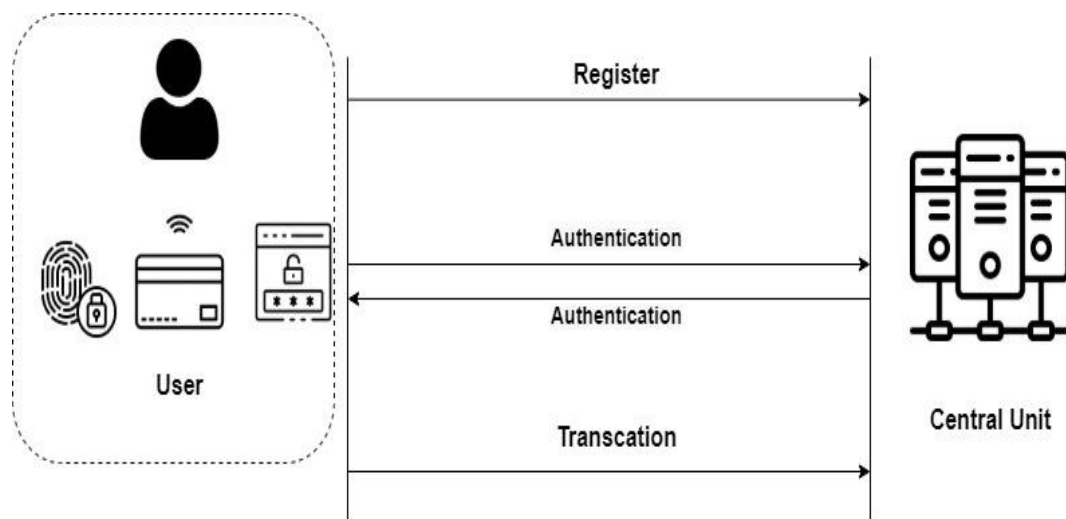 Register
Authentication
Authentication
* * *
User
Transcation
Central Unit